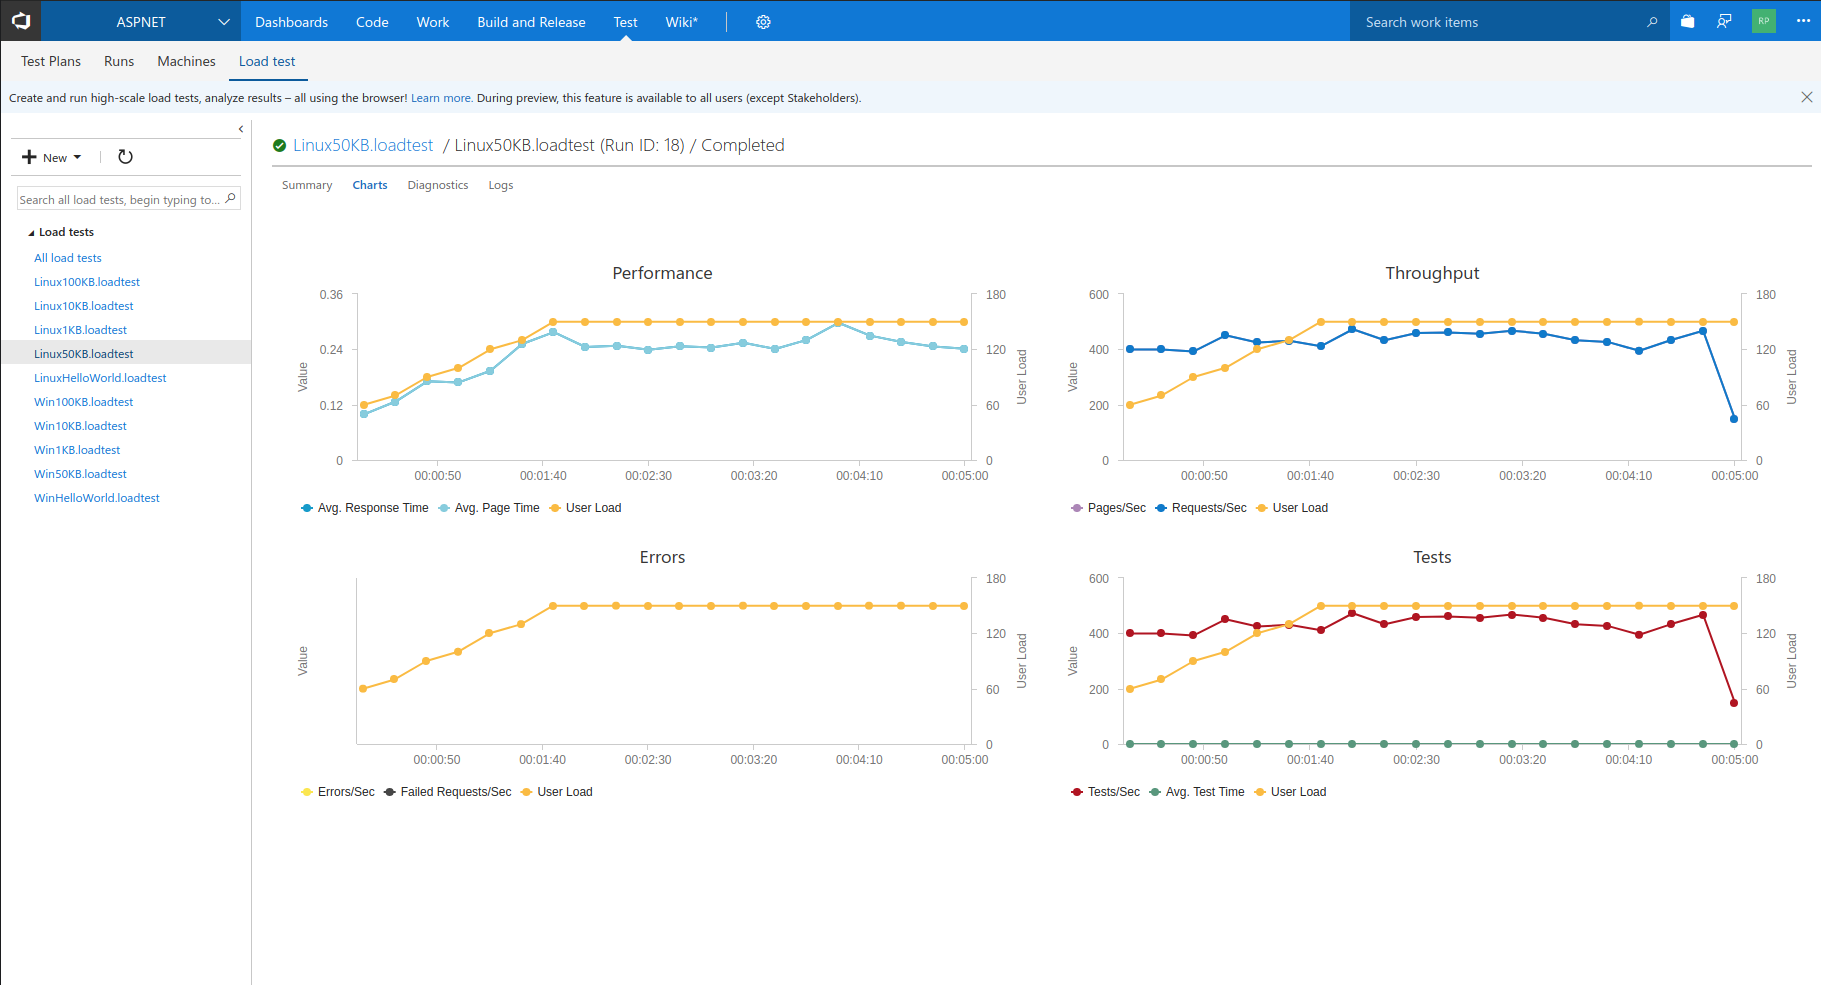 ASPNET Dashboards Code Work Build and Release Test Wiki* Search work items RP
Test Plans Runs Machines Load test
Create and run high-scale load tests, analyze results – all using the browser! Learn more. During preview, this feature is available to all users (except Stakeholders).
New
Search all load tests, begin typing to...
Load tests
All load tests
Linux100KB.loadtest
Linux10KB.loadtest
Linux1KB.loadtest
Linux50KB.loadtest
LinuxHelloWorld.loadtest
Win100KB.loadtest
Win10KB.loadtest
Win1KB.loadtest
Win50KB.loadtest
WinHelloWorld.loadtest
Linux50KB.loadtest / Linux50KB.loadtest (Run ID: 18) / Completed
Summary Charts Diagnostics Logs
Performance
0.36
0.24
0.12
0
Value
180
120
60
0
User Load
00:00:50 00:01:40 00:02:30 00:03:20 00:04:10 00:05:00
Avg. Response Time Avg. Page Time User Load
Throughput
600
400
200
0
Value
180
120
60
0
User Load
00:00:50 00:01:40 00:02:30 00:03:20 00:04:10 00:05:00
Pages/Sec Requests/Sec User Load
Errors
Value
180
120
60
0
User Load
00:00:50 00:01:40 00:02:30 00:03:20 00:04:10 00:05:00
Errors/Sec Failed Requests/Sec User Load
Tests
600
400
200
0
Value
180
120
60
0
User Load
00:00:50 00:01:40 00:02:30 00:03:20 00:04:10 00:05:00
Tests/Sec Avg. Test Time User Load